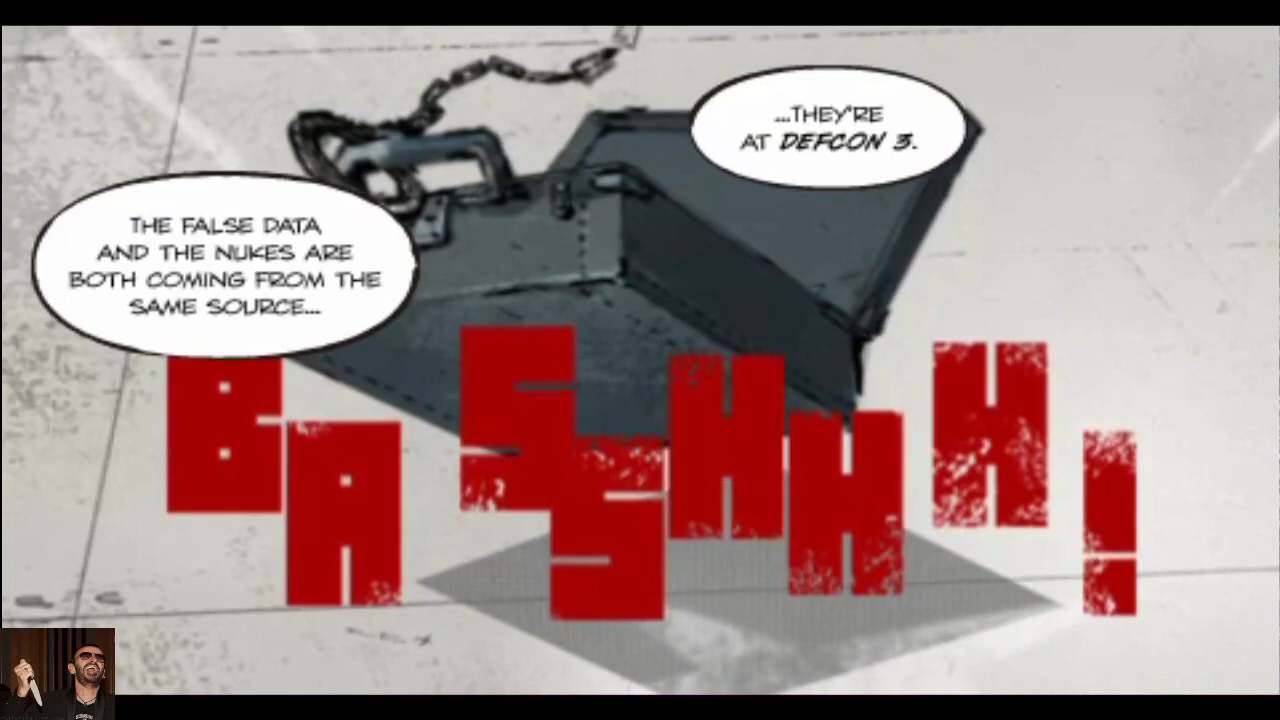 ...THEY'RE
AT DEFCON 3.
THE FALSE DATA
AND THE NUKES ARE
BOTH COMING FROM THE
SAME SOURCE...
BASSHHH!